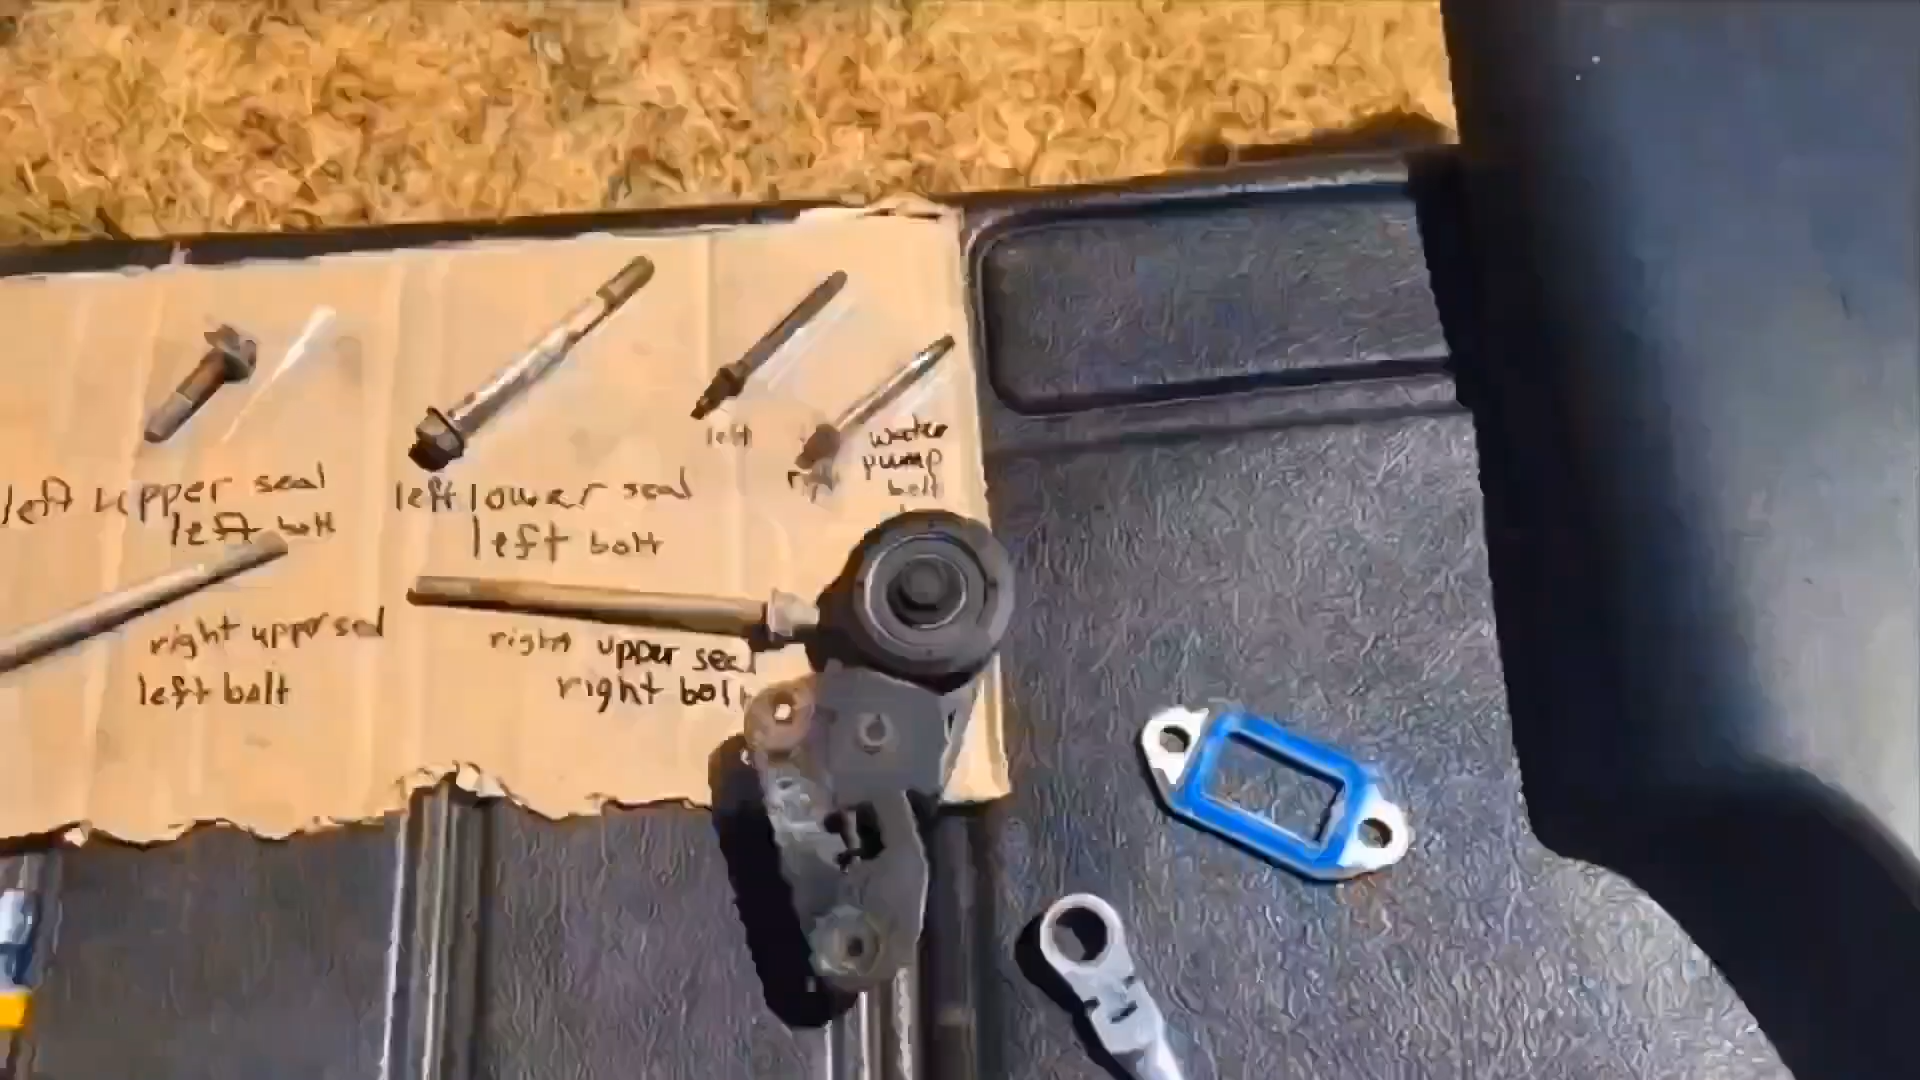 left upper seal
left bolt
left lower seal
left bolt
left
right
water
pump
bolt
right upper seal
left bolt
right upper seal
right bolt